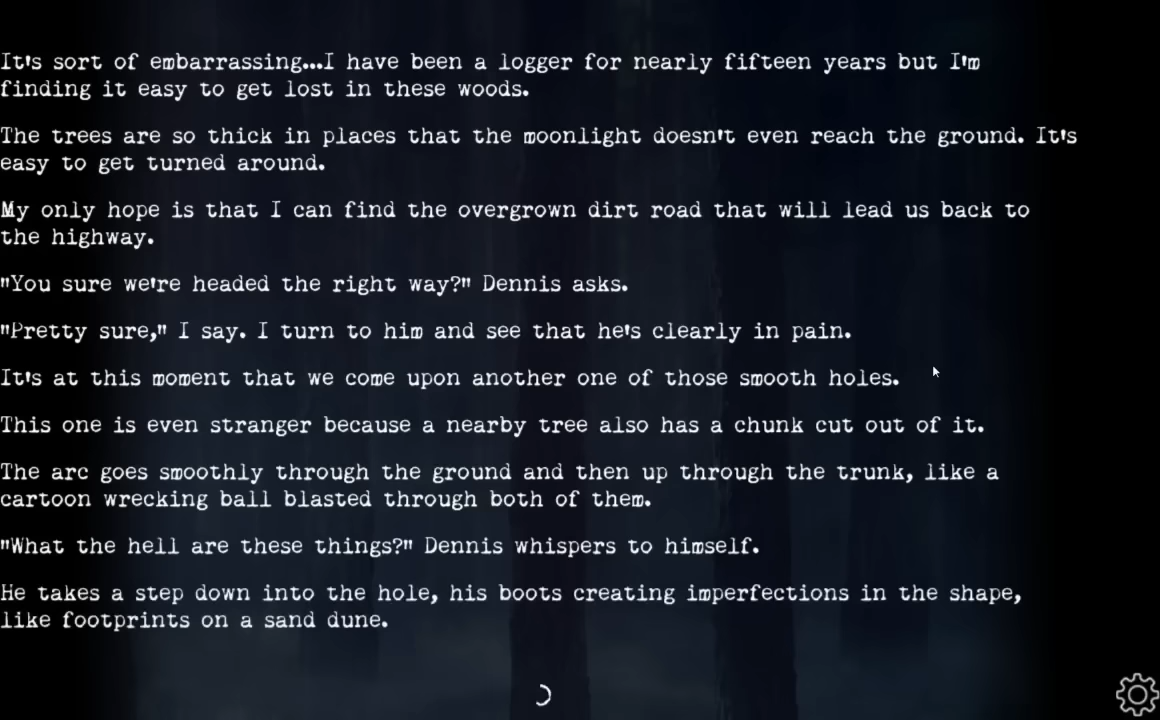 It's sort of embarrassing...I have been a logger for nearly fifteen years but I'm
finding it easy to get lost in these woods.
The trees are so thick in places that the moonlight doesn't even reach the ground. It's
easy to get turned around.
My only hope is that I can find the overgrown dirt road that will lead us back to
the highway.
"You sure we're headed the right way?" Dennis asks.
"Pretty sure," I say. I turn to him and see that he's clearly in pain.
It's at this moment that we come upon another one of those smooth holes.
This one is even stranger because a nearby tree also has a chunk cut out of it.
The arc goes smoothly through the ground and then up through the trunk, like a
cartoon wrecking ball blasted through both of them.
"What the hell are these things?" Dennis whispers to himself.
He takes a step down into the hole, his boots creating imperfections in the shape,
like footprints on a sand dune.